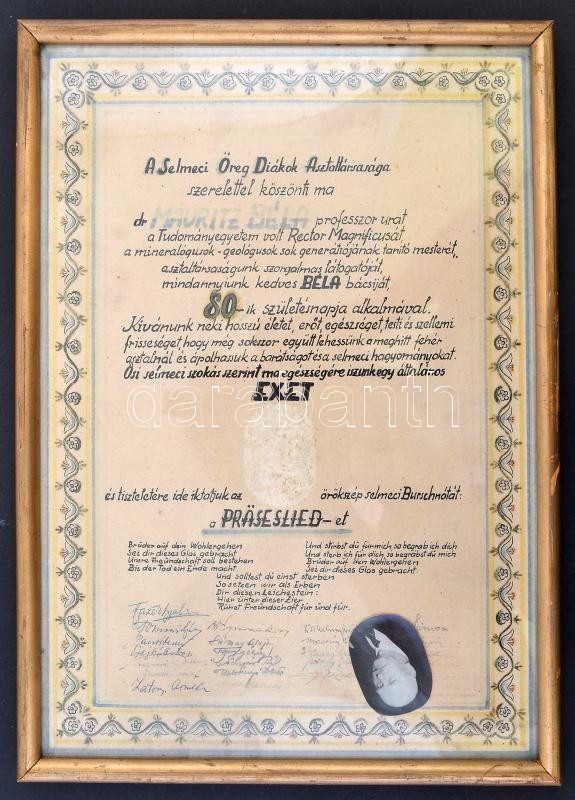 A Selmeci Öreg Diákok Asztaltársasága
szeretettel köszönti ma
dr MAURITZ BÉLA professzor urat
a Tudományegyetem volt Rector Magnificusát,
a mineralógusok - geológusok sok generatiójának tanító mesterét,
asztaltársaságunk szorgalmas látogatóját,
mindannyiunk kedves BÉLA bácsiját,
80-ik születésnapja alkalmával.
Kívánunk neki hosszú életet, erőt, egészséget, testi és szellemi
frissességet, hogy még sokszor együtt lehessünk a meghitt fehér
asztalnál és ápolhassuk a barátságot és a selmeci hagyományokat.
Ősi selmeci szokás szerint ma egészségére iszunk egy általános
EXET
darabanth
és tiszteletére ide iktatjuk az örökszép selmeci Burschnótát:
a PRÄSESLIED-et
Brüder auf dein Wohlergehen
Sei dir dieses Glas gebracht
Unsre Freundschaft soll bestehen
Bis der Tod ein Ende macht.
Und stirbst du für mich, so begrab ich dich
Und sterb ich für dich, so begräbst du mich
Brüder auf den Wohlergehen
Sei dir dieses Glas gebracht.
Und solltest du einst sterben
So setzen wir als Erben
Dir diesen Leichestein:
Hier unter dieser Eier
Ruhet Freundschaft für und für.